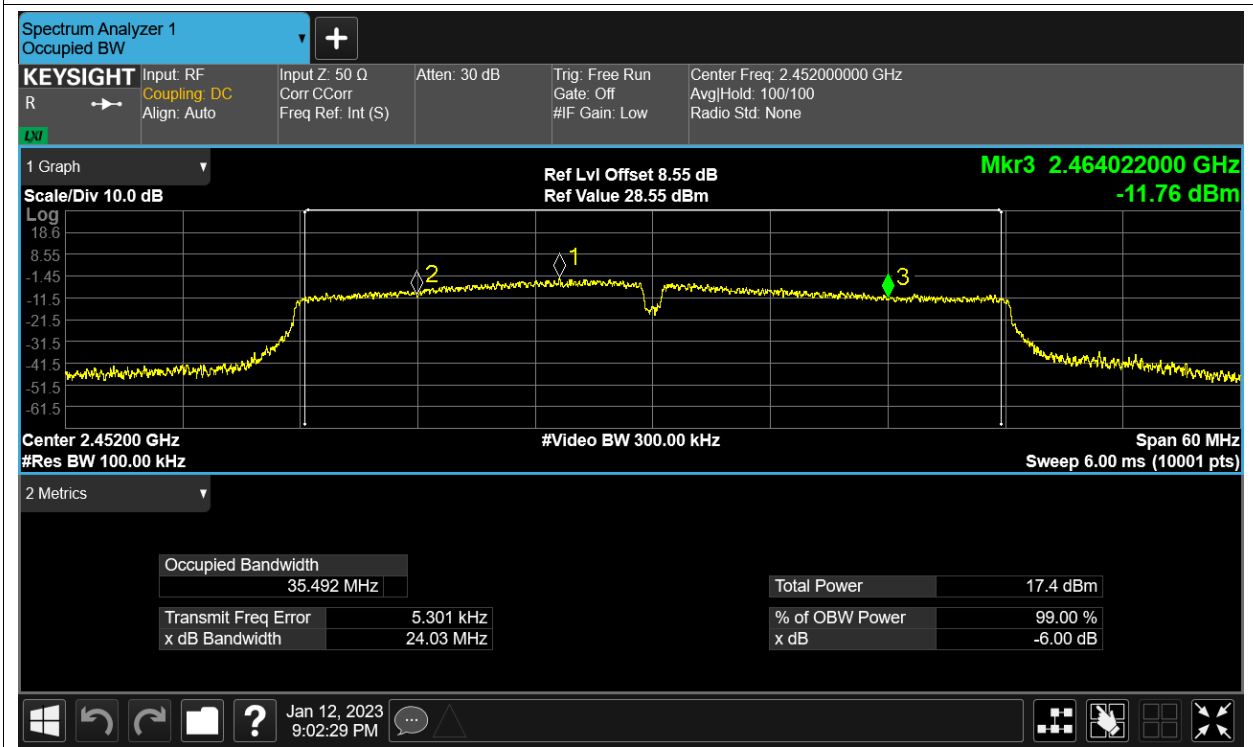 Spectrum Analyzer 1
Occupied BW
KEYSIGHT
R
LXI
Input: RF
Coupling: DC
Align: Auto
Input Z: 50 Ω
Corr CCorr
Freq Ref: Int (S)
Atten: 30 dB
Trig: Free Run
Gate: Off
#IF Gain: Low
Center Freq: 2.452000000 GHz
Avg|Hold: 100/100
Radio Std: None
1 Graph
Scale/Div 10.0 dB
Ref Lvl Offset 8.55 dB
Ref Value 28.55 dBm
Mkr3 2.464022000 GHz
-11.76 dBm
Log
18.6
8.55
-1.45
-11.5
-21.5
-31.5
-41.5
-51.5
-61.5
1
2
3
Center 2.45200 GHz
#Video BW 300.00 kHz
Span 60 MHz
#Res BW 100.00 kHz
Sweep 6.00 ms (10001 pts)
2 Metrics
Occupied Bandwidth
35.492 MHz
Total Power 17.4 dBm
Transmit Freq Error 5.301 kHz
% of OBW Power 99.00 %
x dB Bandwidth 24.03 MHz
x dB -6.00 dB
Jan 12, 2023
9:02:29 PM